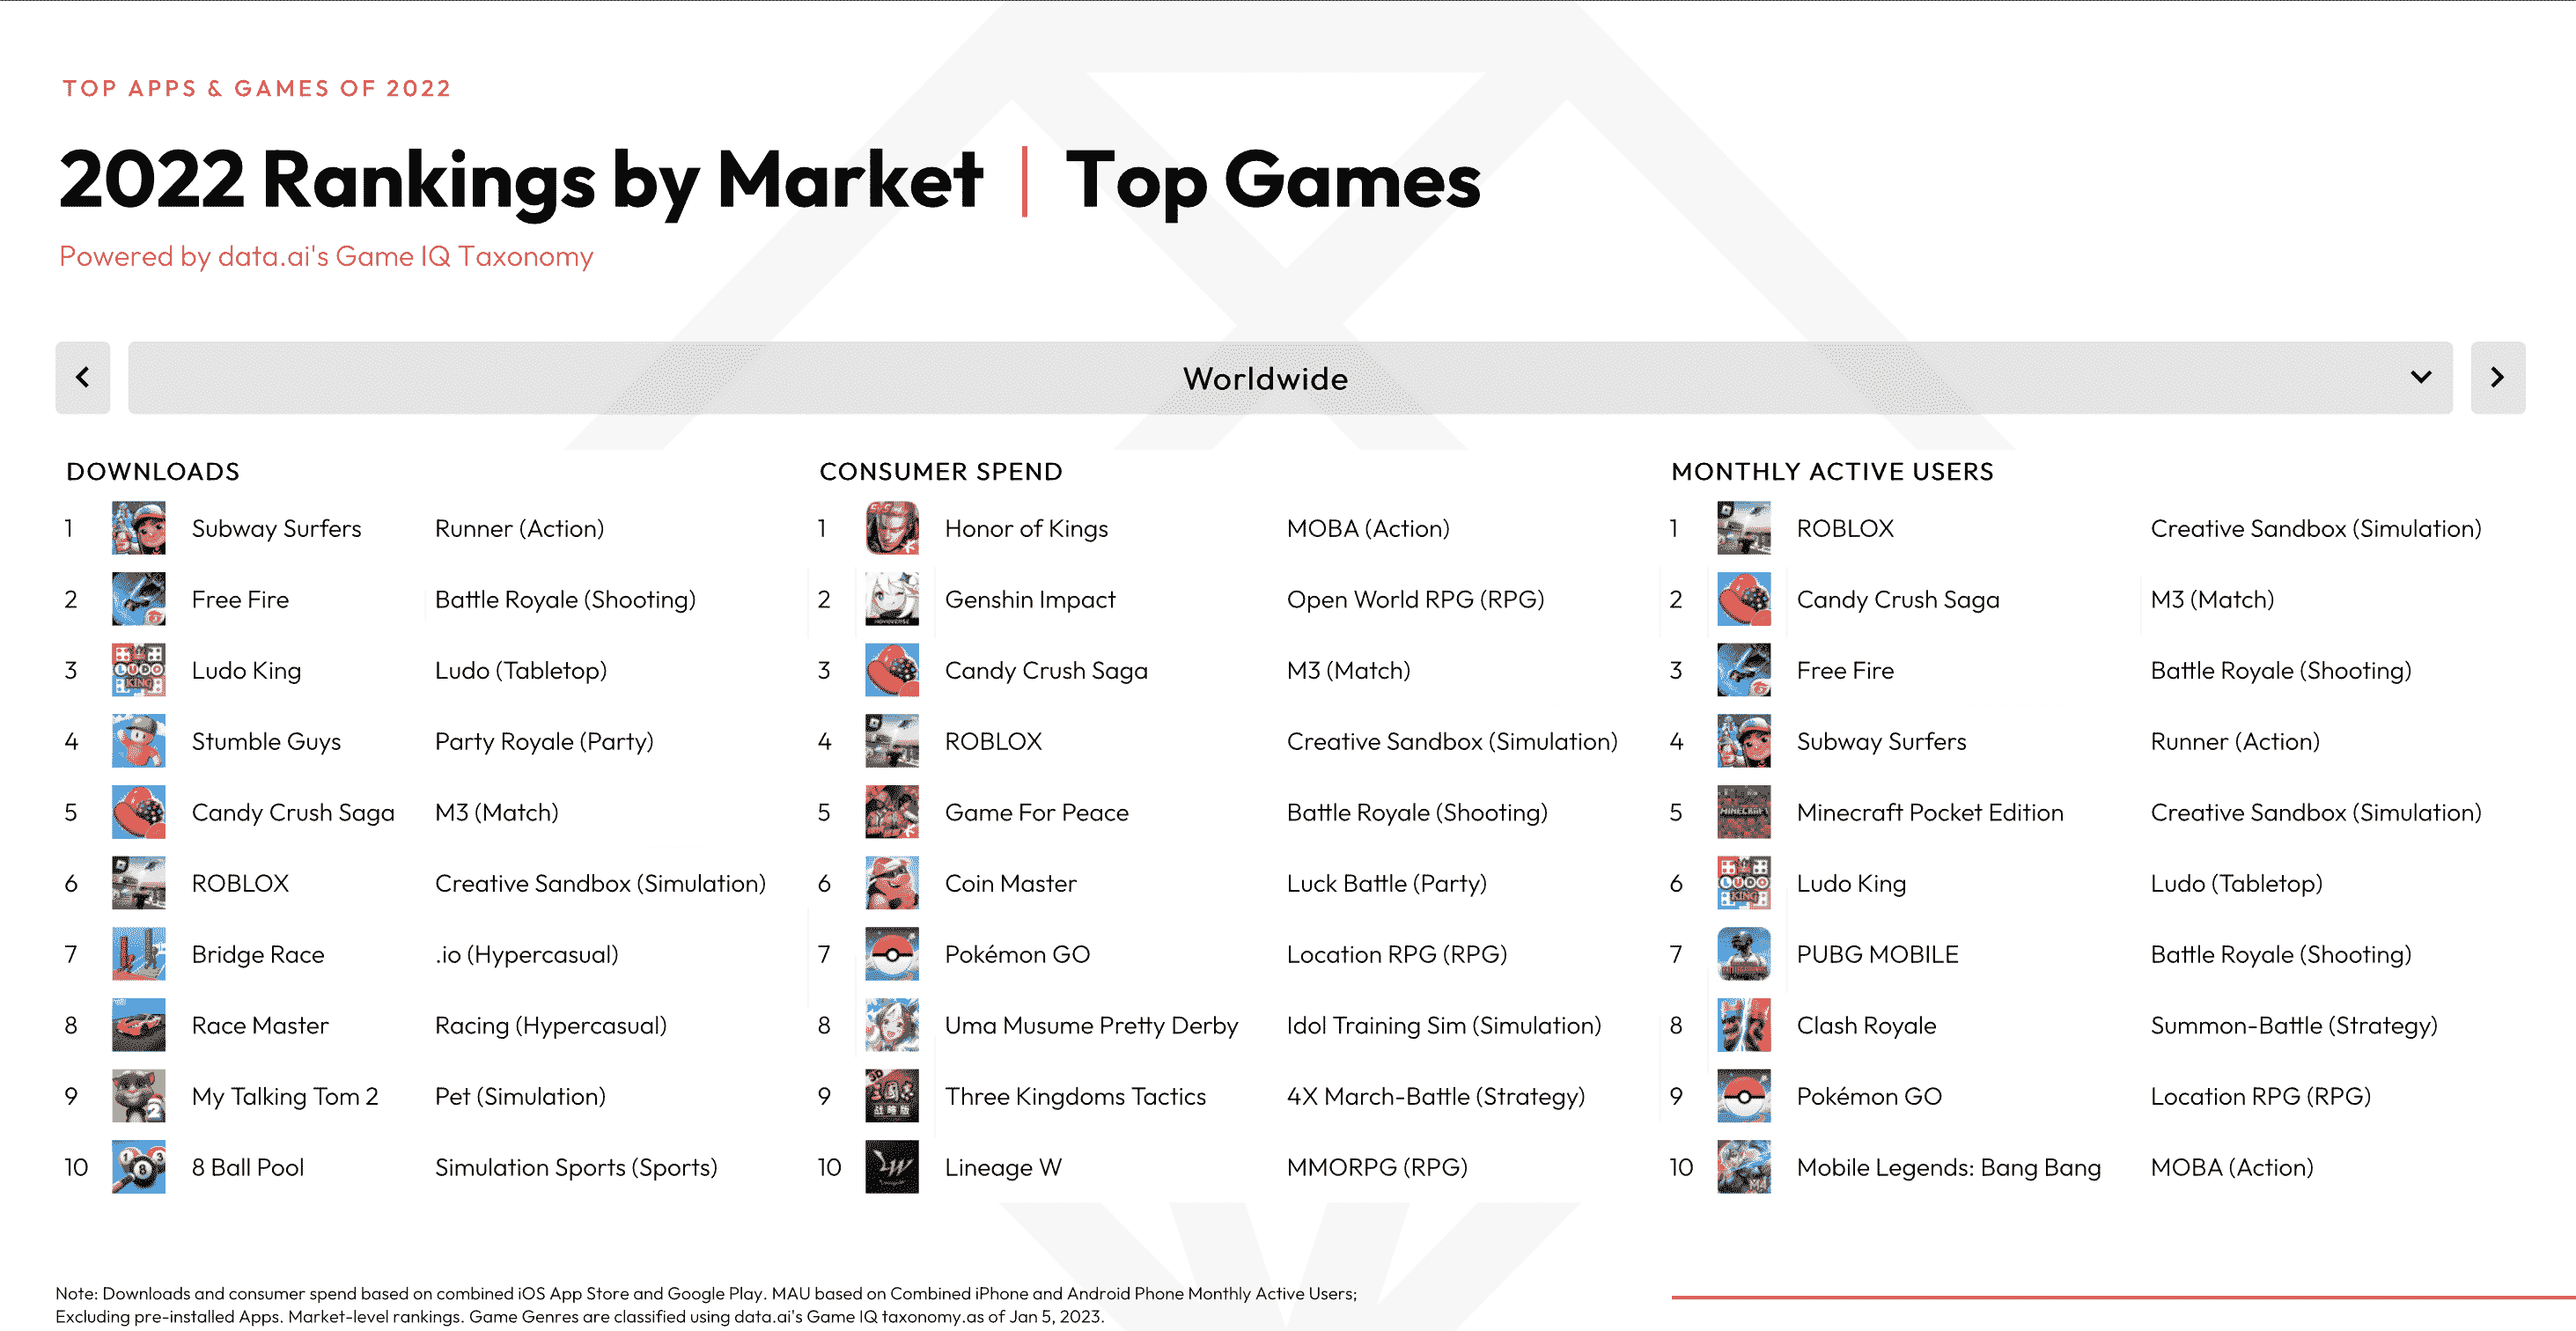 TOP APPS & GAMES OF 2022
2022 Rankings by Market | Top Games
Powered by data.ai's Game IQ Taxonomy
Worldwide
DOWNLOADS
1 Subway Surfers Runner (Action)
2 Free Fire Battle Royale (Shooting)
3 Ludo King Ludo (Tabletop)
4 Stumble Guys Party Royale (Party)
5 Candy Crush Saga M3 (Match)
6 ROBLOX Creative Sandbox (Simulation)
7 Bridge Race .io (Hypercasual)
8 Race Master Racing (Hypercasual)
9 My Talking Tom 2 Pet (Simulation)
10 8 Ball Pool Simulation Sports (Sports)
CONSUMER SPEND
1 Honor of Kings MOBA (Action)
2 Genshin Impact Open World RPG (RPG)
3 Candy Crush Saga M3 (Match)
4 ROBLOX Creative Sandbox (Simulation)
5 Game For Peace Battle Royale (Shooting)
6 Coin Master Luck Battle (Party)
7 Pokémon GO Location RPG (RPG)
8 Uma Musume Pretty Derby Idol Training Sim (Simulation)
9 Three Kingdoms Tactics 4X March-Battle (Strategy)
10 Lineage W MMORPG (RPG)
MONTHLY ACTIVE USERS
1 ROBLOX Creative Sandbox (Simulation)
2 Candy Crush Saga M3 (Match)
3 Free Fire Battle Royale (Shooting)
4 Subway Surfers Runner (Action)
5 Minecraft Pocket Edition Creative Sandbox (Simulation)
6 Ludo King Ludo (Tabletop)
7 PUBG MOBILE Battle Royale (Shooting)
8 Clash Royale Summon-Battle (Strategy)
9 Pokémon GO Location RPG (RPG)
10 Mobile Legends: Bang Bang MOBA (Action)
Note: Downloads and consumer spend based on combined iOS App Store and Google Play. MAU based on Combined iPhone and Android Phone Monthly Active Users;
Excluding pre-installed Apps. Market-level rankings. Game Genres are classified using data.ai's Game IQ taxonomy.as of Jan 5, 2023.